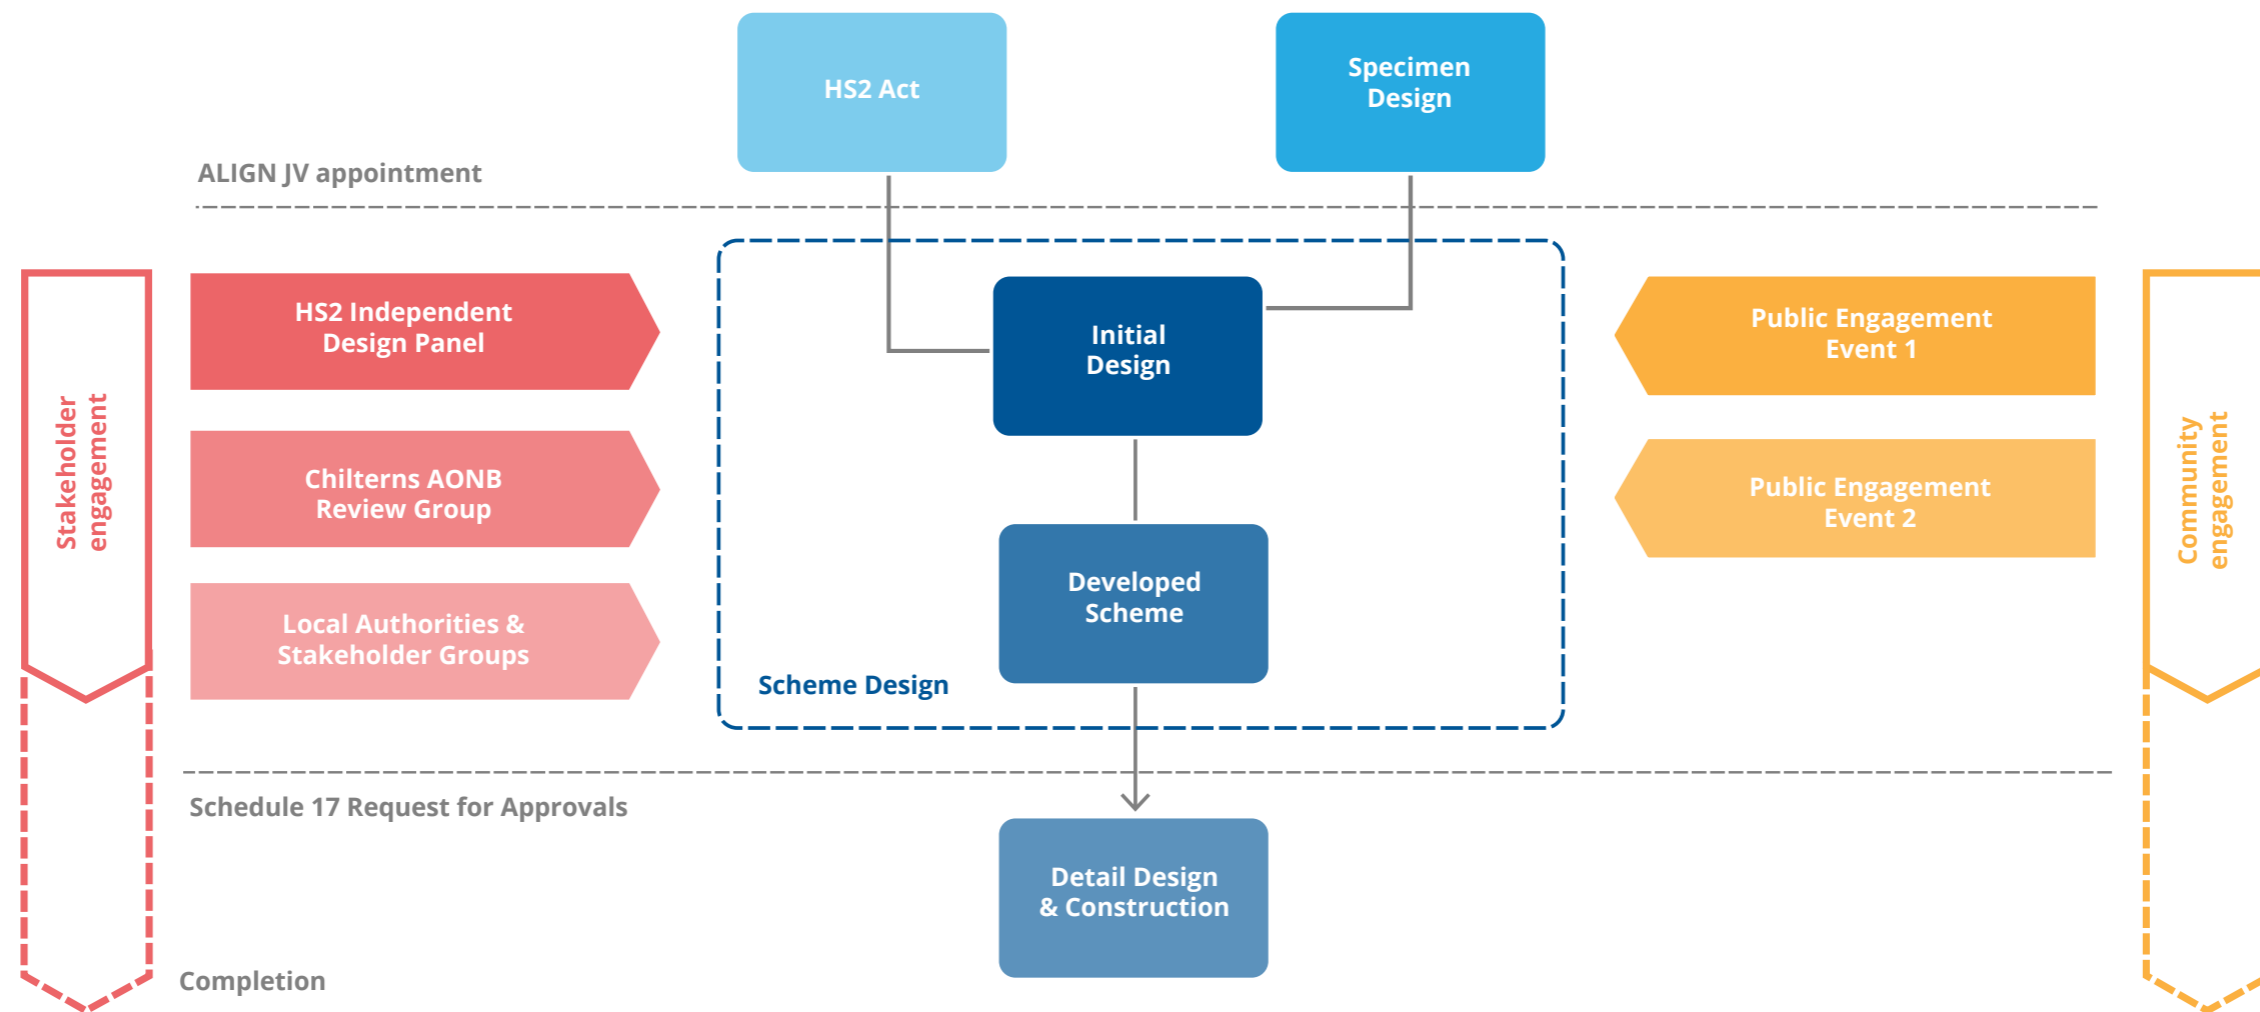 HS2 Act
Specimen
Design
ALIGN JV appointment
Stakeholder
engagement
HS2 Independent
Design Panel
Chilterns AONB
Review Group
Local Authorities &
Stakeholder Groups
Initial
Design
Developed
Scheme
Scheme Design
Public Engagement
Event 1
Public Engagement
Event 2
Community
engagement
Schedule 17 Request for Approvals
Detail Design
& Construction
Completion